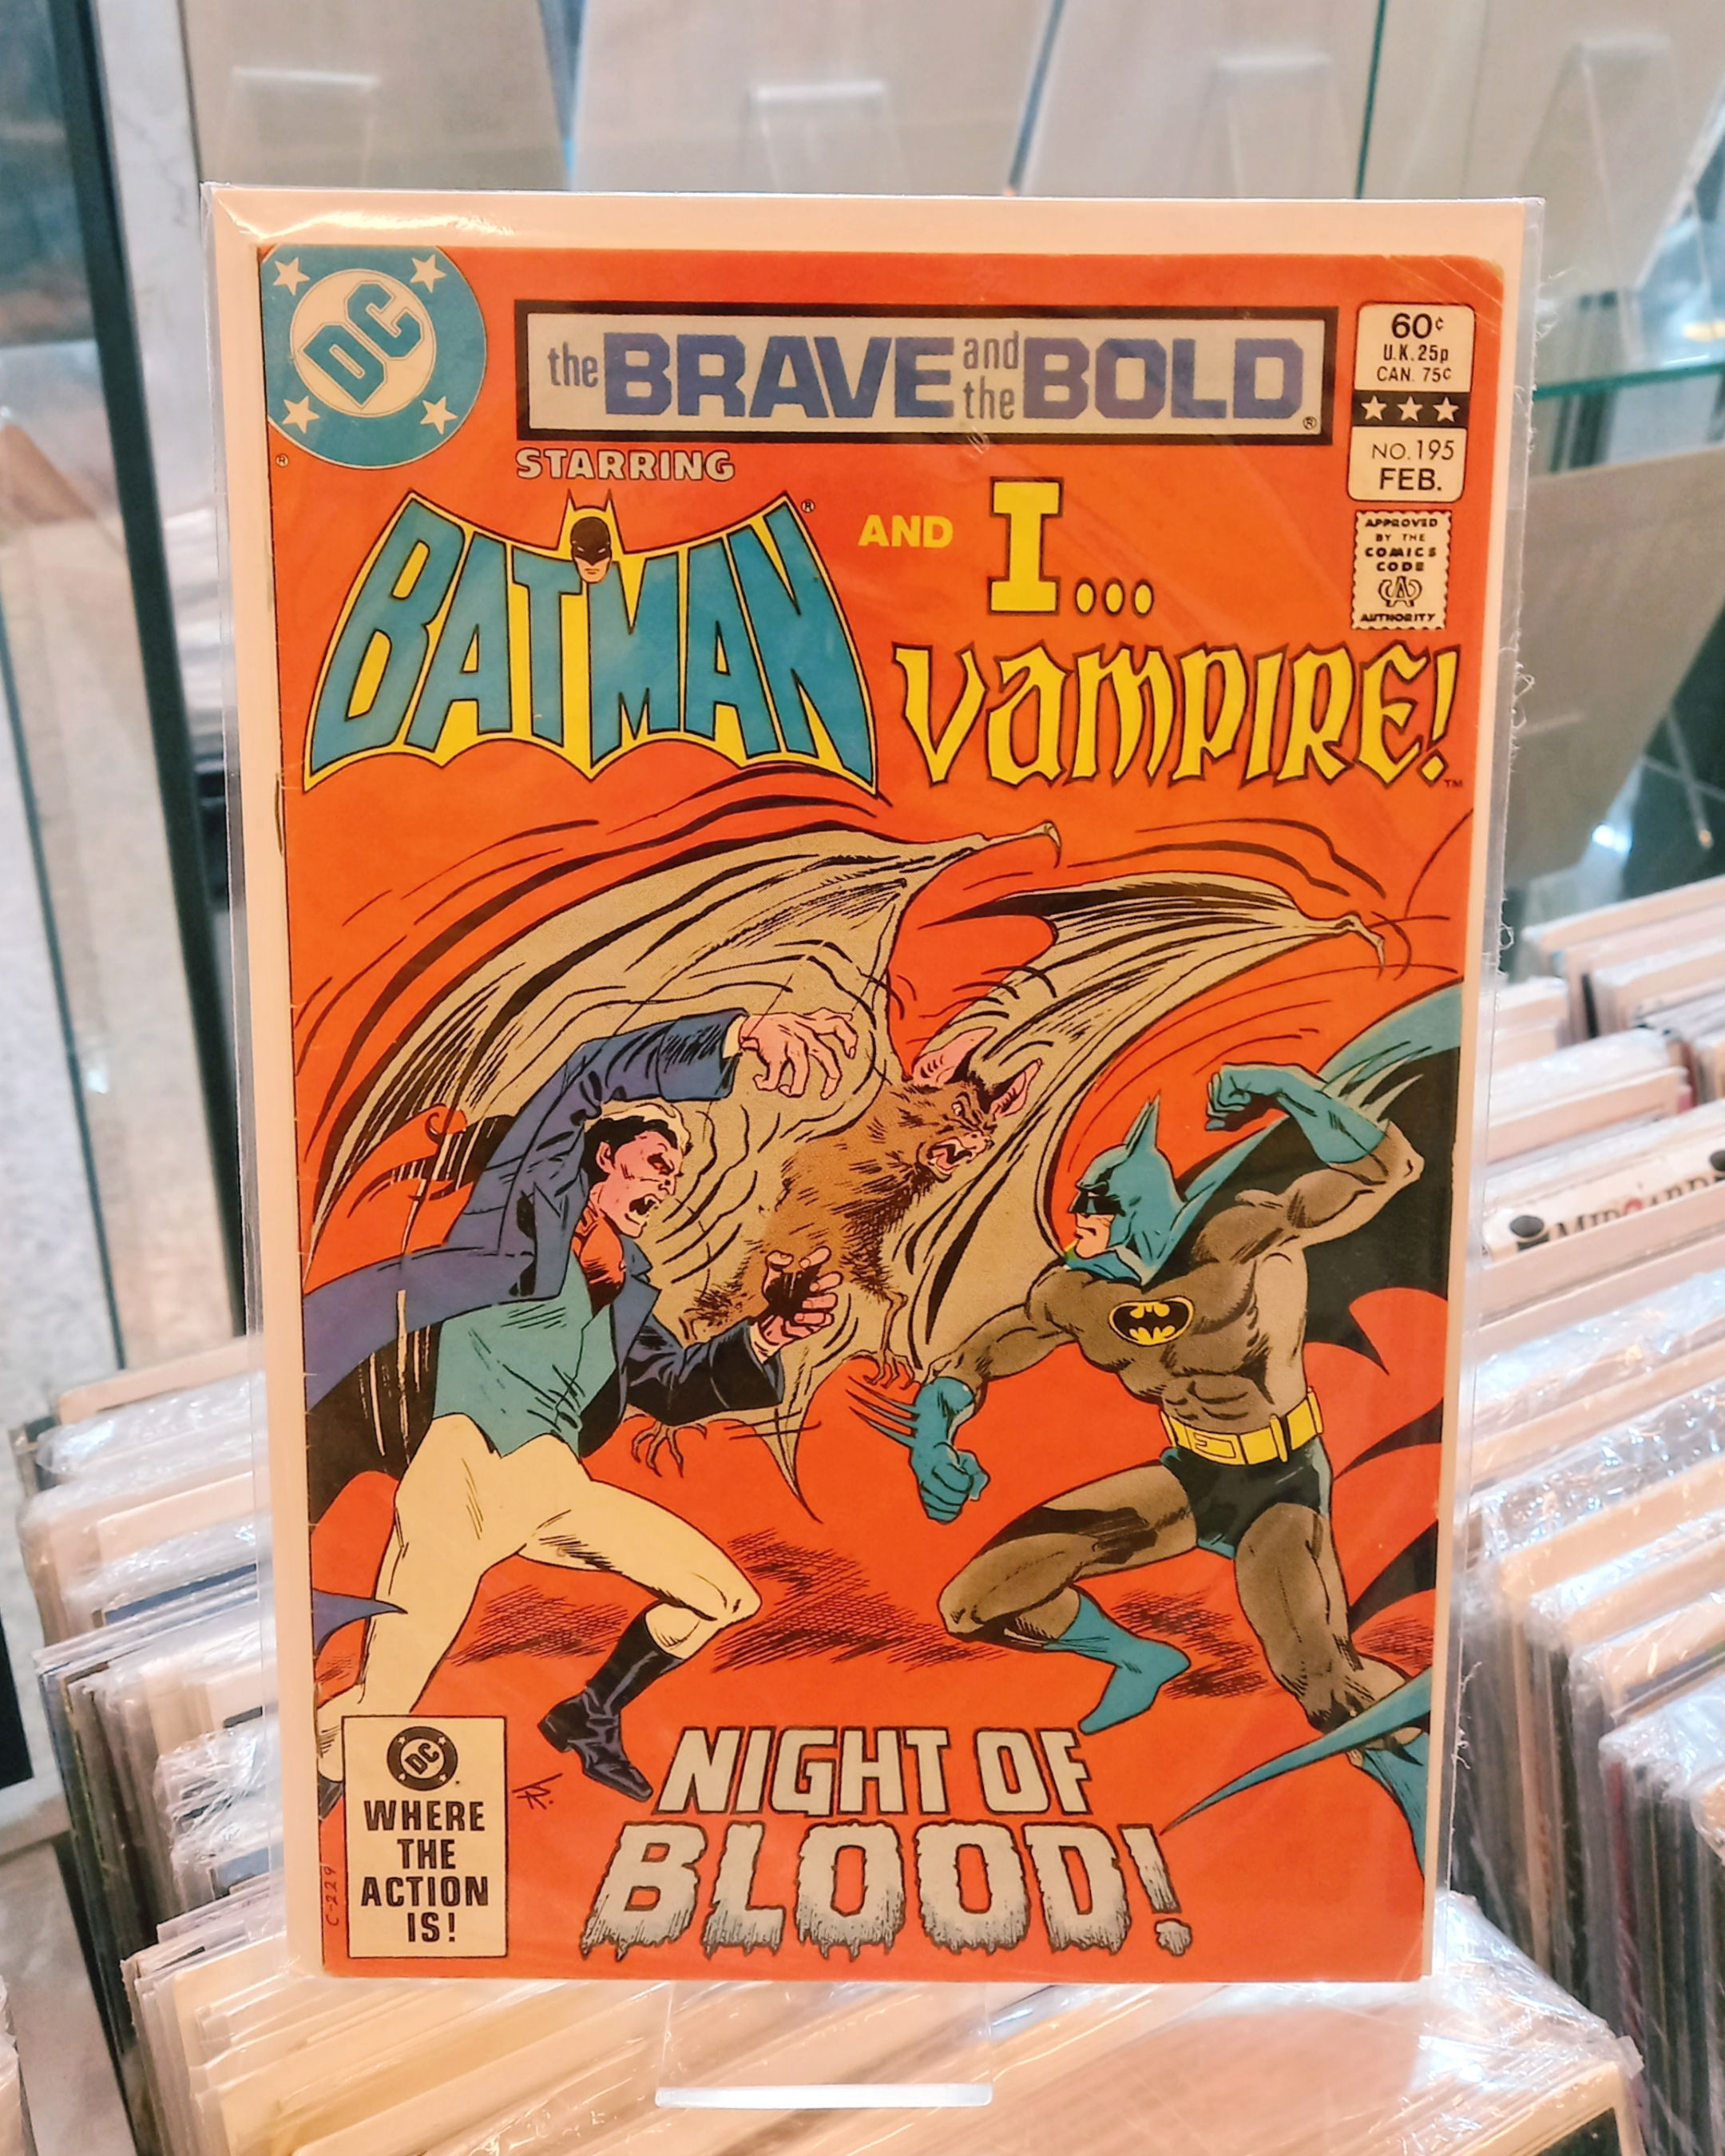 DC
®
the BRAVE and the BOLD ®
60¢
U.K. 25p
CAN. 75¢
NO. 195
FEB.
APPROVED
BY THE
COMICS
CODE
CA
AUTHORITY
STARRING
BATMAN ®
AND
I...
VAMPIRE! ™
DC
WHERE
THE
ACTION
IS!
C-229
NIGHT OF
BLOOD!